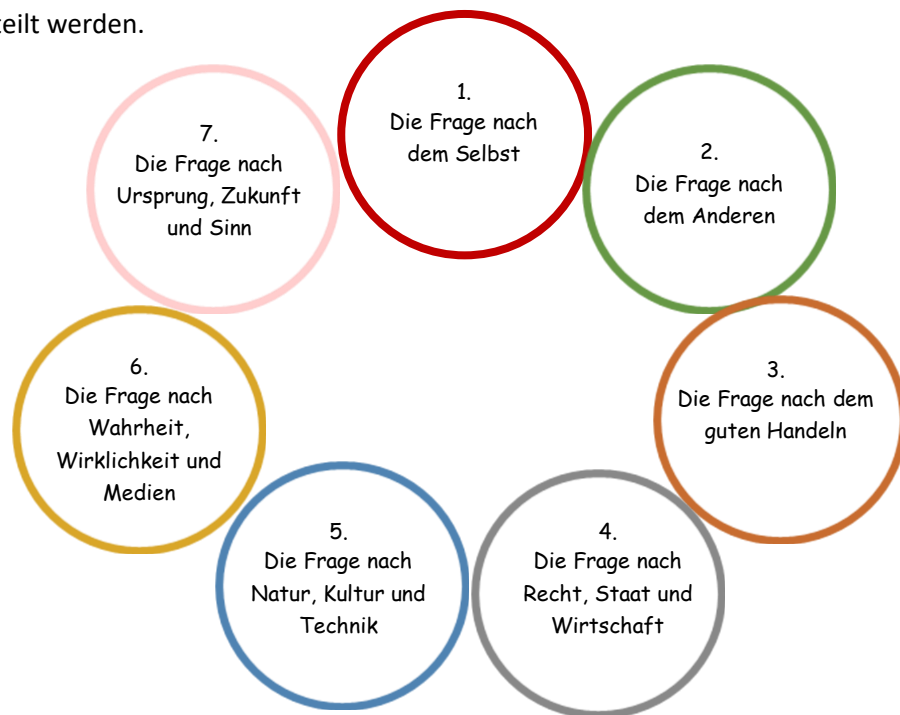 eilt werden.
1.
Die Frage nach
dem Selbst
2.
Die Frage nach
dem Anderen
3.
Die Frage nach dem
guten Handeln
4.
Die Frage nach
Recht, Staat und
Wirtschaft
5.
Die Frage nach
Natur, Kultur und
Technik
6.
Die Frage nach
Wahrheit,
Wirklichkeit und
Medien
7.
Die Frage nach
Ursprung, Zukunft
und Sinn